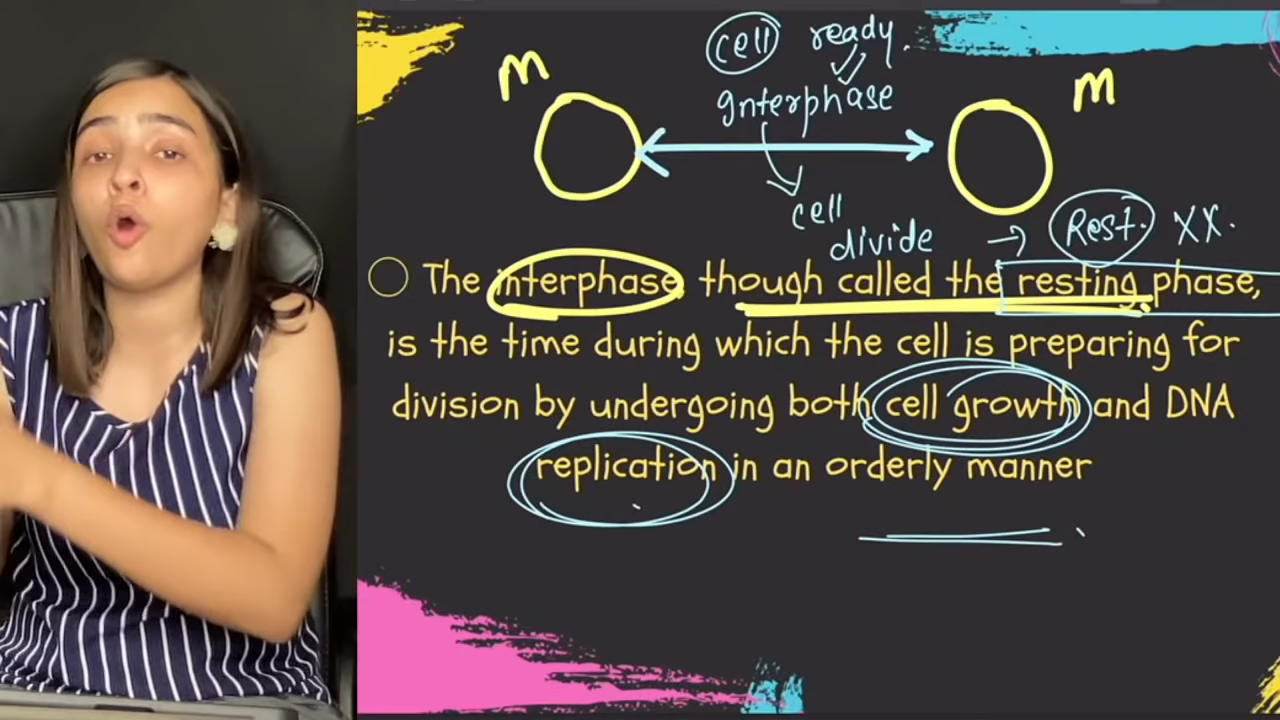 cell ready.
M Interphase M
cell
divide → Rest. XX.
The interphase though called the resting phase,
is the time during which the cell is preparing for
division by undergoing both cell growth and DNA
replication in an orderly manner